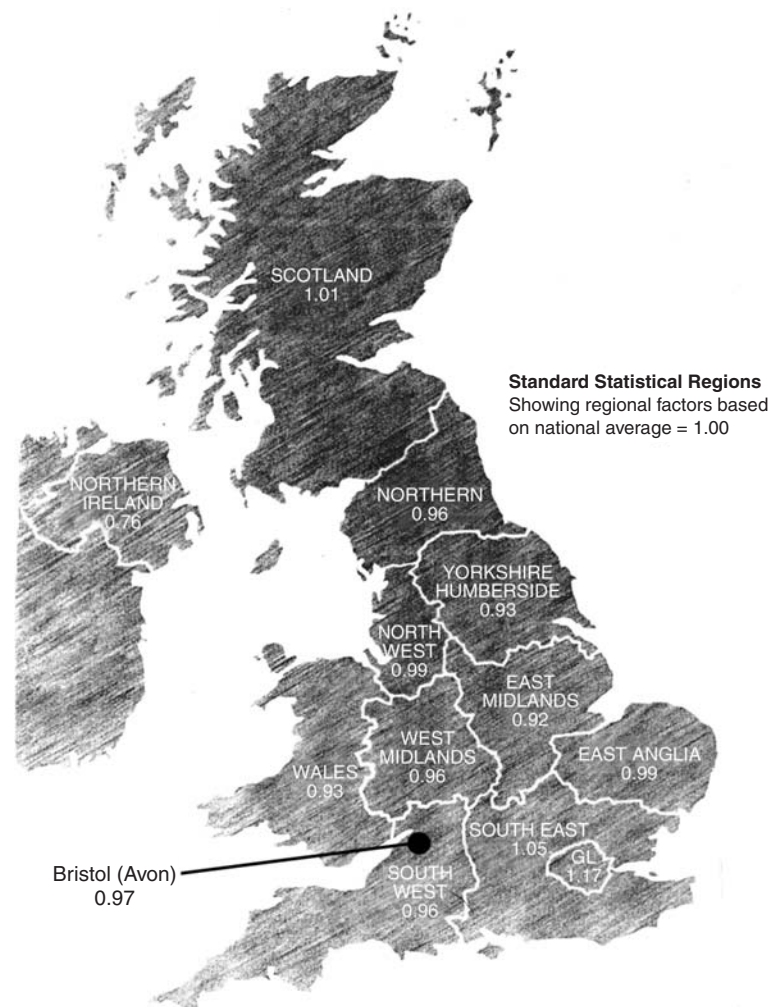 SCOTLAND
1.01
Standard Statistical Regions
Showing regional factors based
on national average = 1.00
NORTHERN
IRELAND
0.76
NORTHERN
0.96
YORKSHIRE
HUMBERSIDE
0.93
NORTH
WEST
0.99
EAST
MIDLANDS
0.92
WEST
MIDLANDS
0.96
EAST ANGLIA
0.99
WALES
0.93
SOUTH EAST
1.05
GL
1.17
Bristol (Avon)
0.97
SOUTH
WEST
0.96